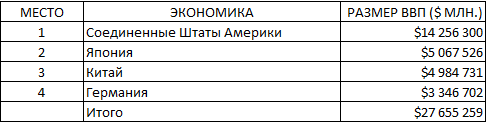 МЕСТО ЭКОНОМИКА РАЗМЕР ВВП ($ МЛН.)
1 Соединенные Штаты Америки $14 256 300
2 Япония $5 067 526
3 Китай $4 984 731
4 Германия $3 346 702
Итого $27 655 259